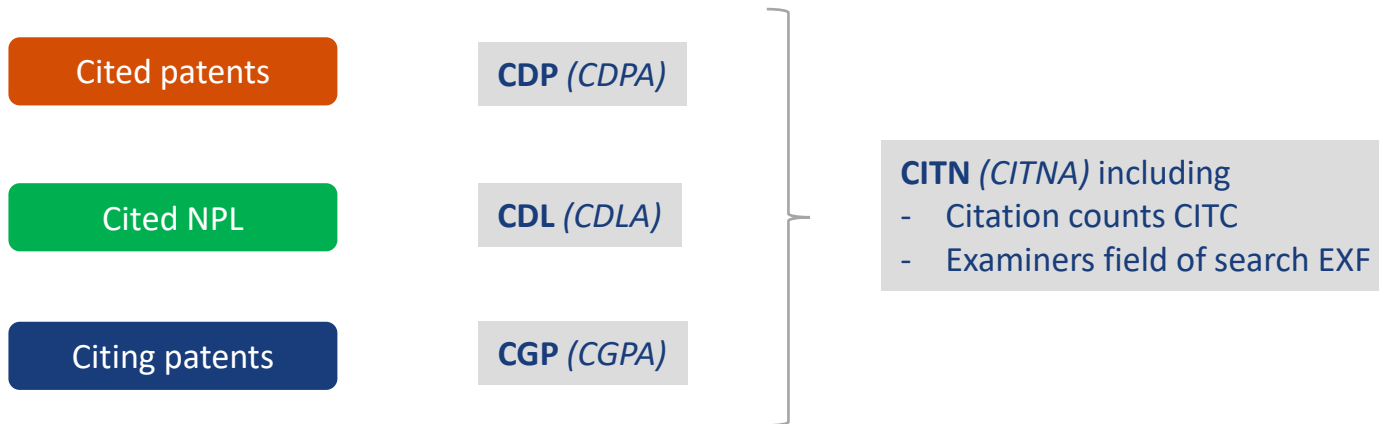 Cited patents
CDP (CDPA)
Cited NPL
CDL (CDLA)
Citing patents
CGP (CGPA)
CITN (CITNA) including
- Citation counts CITC
- Examiners field of search EXF